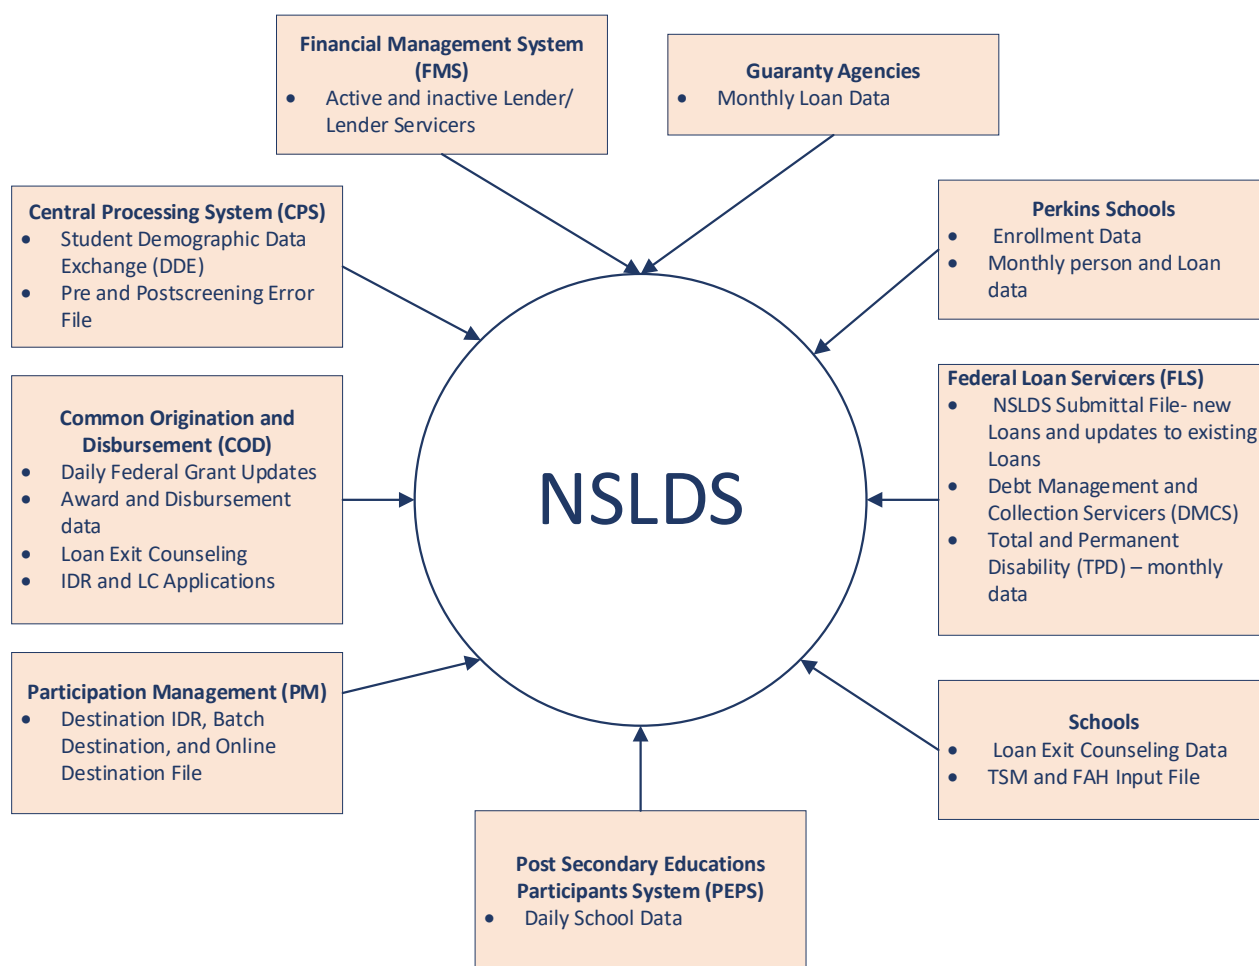 Financial Management System
(FMS)
• Active and inactive Lender/
Lender Servicers
Guaranty Agencies
• Monthly Loan Data
Central Processing System (CPS)
• Student Demographic Data
Exchange (DDE)
• Pre and Postscreening Error
File
Perkins Schools
• Enrollment Data
• Monthly person and Loan
data
Common Origination and
Disbursement (COD)
• Daily Federal Grant Updates
• Award and Disbursement
data
• Loan Exit Counseling
• IDR and LC Applications
NSLDS
Federal Loan Servicers (FLS)
• NSLDS Submittal File- new
Loans and updates to existing
Loans
• Debt Management and
Collection Servicers (DMCS)
• Total and Permanent
Disability (TPD) – monthly
data
Participation Management (PM)
• Destination IDR, Batch
Destination, and Online
Destination File
Schools
• Loan Exit Counseling Data
• TSM and FAH Input File
Post Secondary Educations
Participants System (PEPS)
• Daily School Data